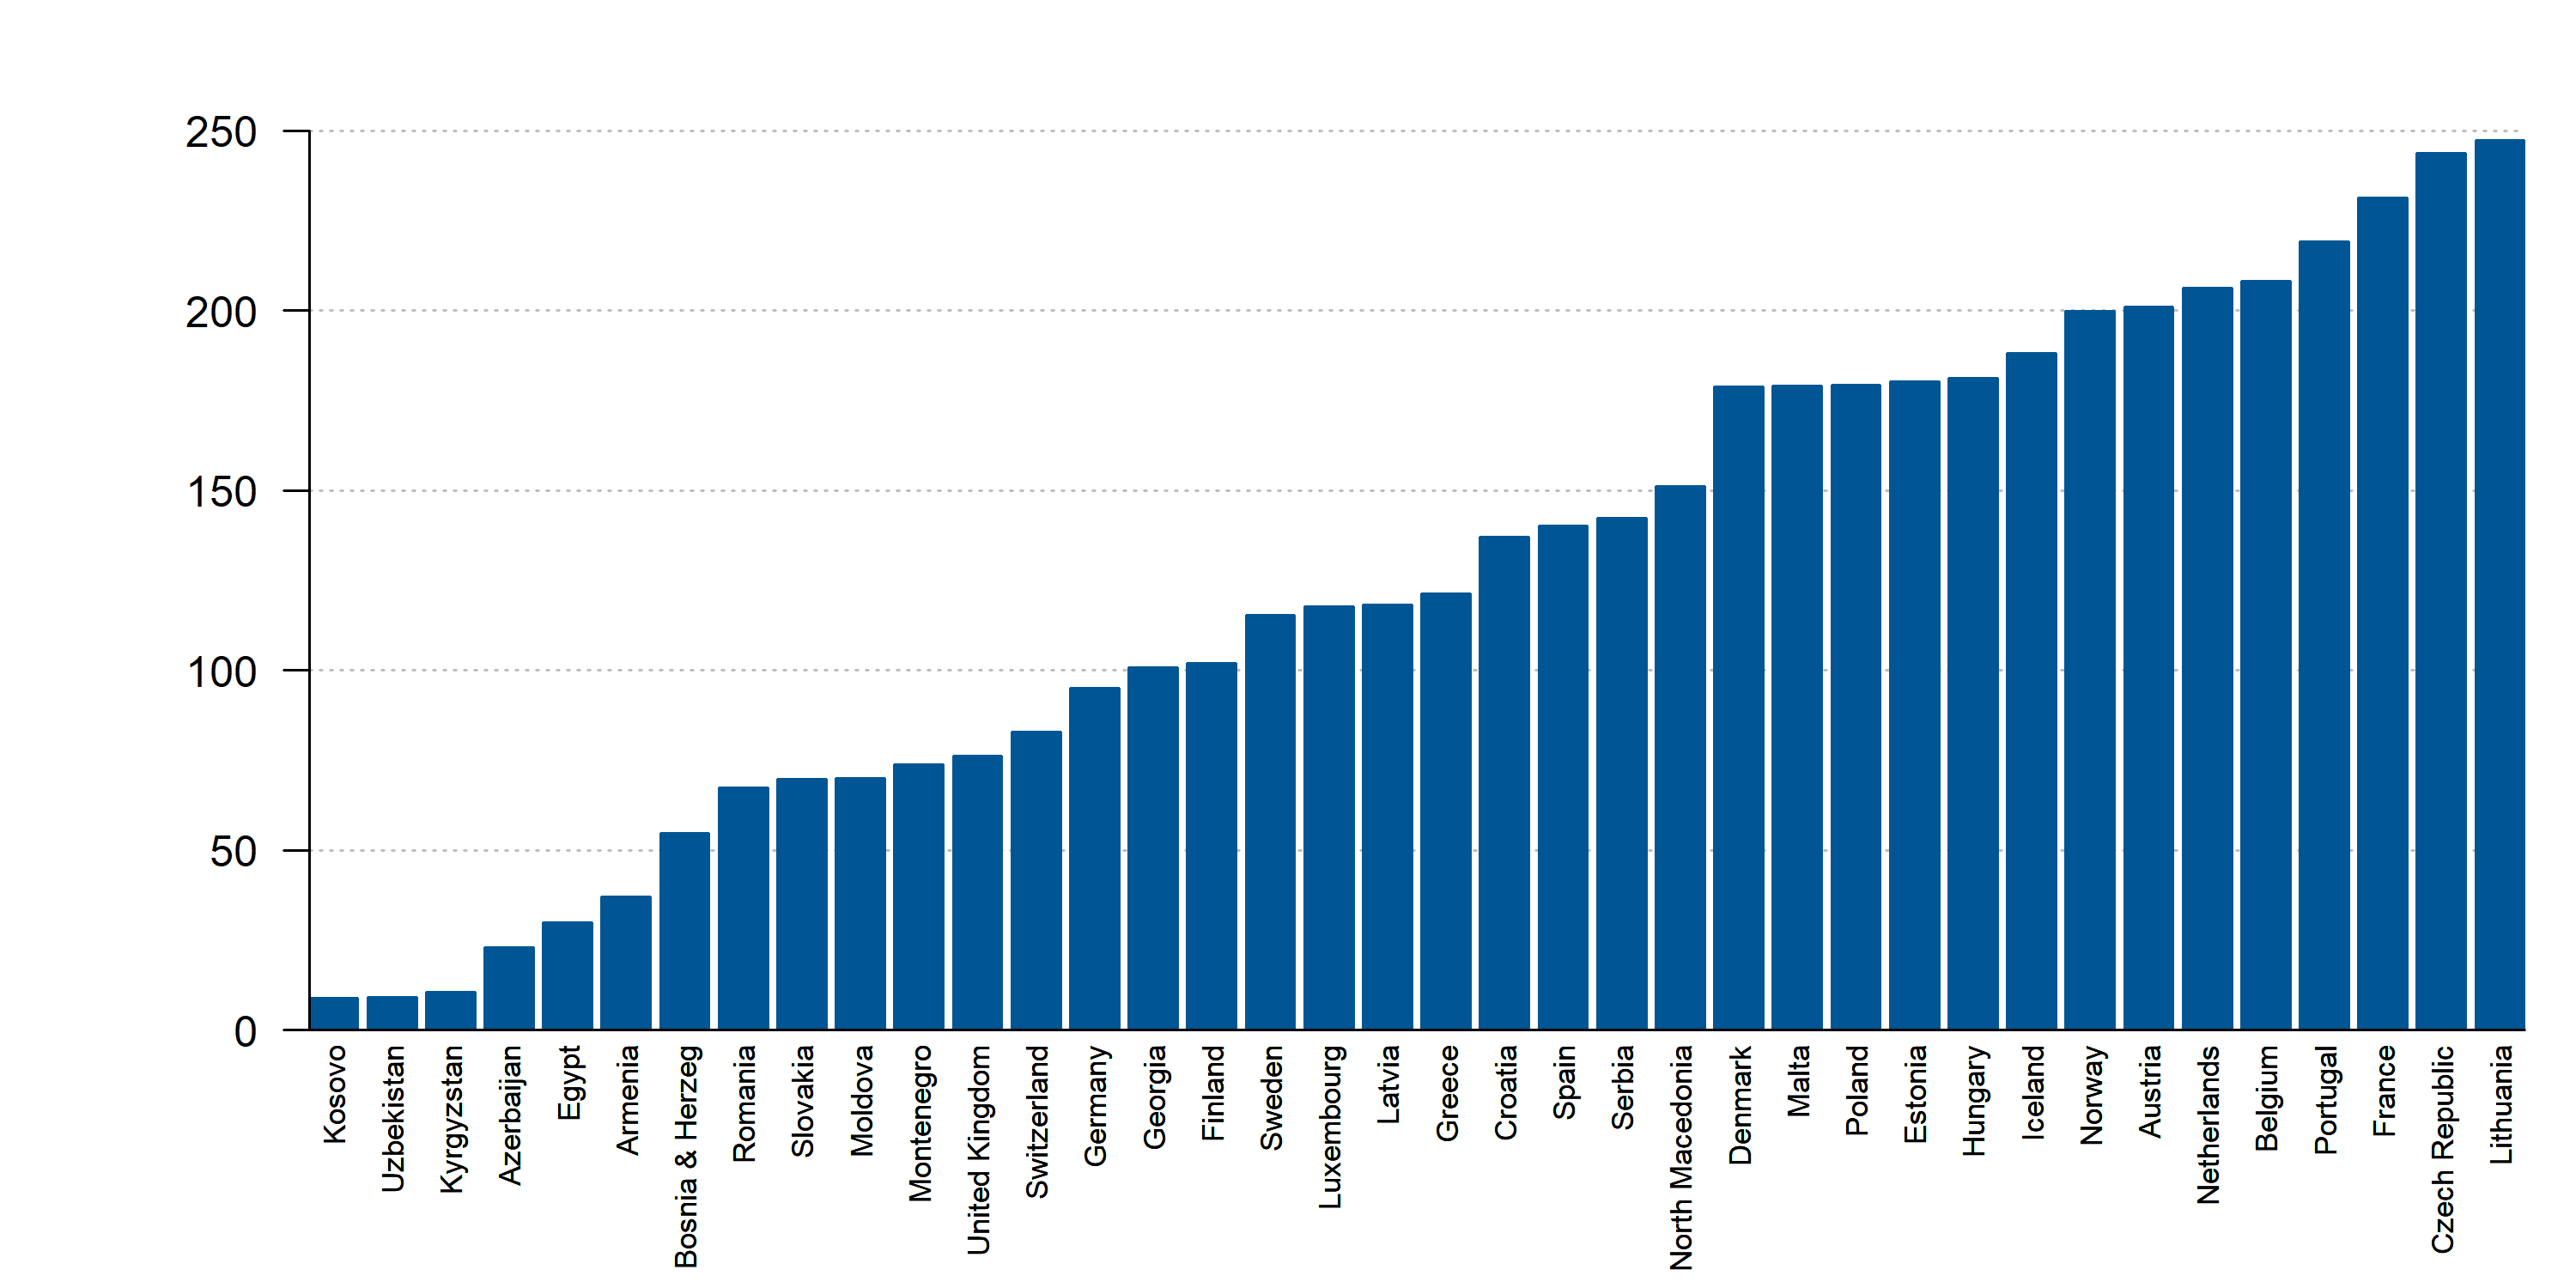 250
200
150
100
50
0
Kosovo
Uzbekistan
Kyrgyzstan
Azerbaijan
Egypt
Armenia
Bosnia & Herzeg
Romania
Slovakia
Moldova
Montenegro
United Kingdom
Switzerland
Germany
Georgia
Finland
Sweden
Luxembourg
Latvia
Greece
Croatia
Spain
Serbia
North Macedonia
Denmark
Malta
Poland
Estonia
Hungary
Iceland
Norway
Austria
Netherlands
Belgium
Portugal
France
Czech Republic
Lithuania